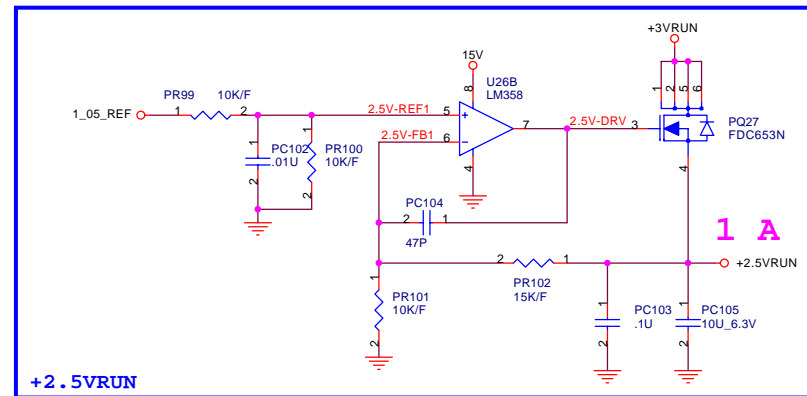 +3VRUN
1 2 5 6
15V
U26B
LM358
8
PR99 10K/F
1_05_REF 1 2
2.5V-REF1 5 +
PQ27
FDC653N
2.5V-FB1 6 -
7 2.5V-DRV 3
PC102
.01U
1 2
PR100
10K/F
1 2
4
4
PC104
2 1
47P
1 A
+2.5VRUN
2 1
PR102
15K/F
PR101
10K/F
1 2
PC103
.1U
1 2
PC105
10U_6.3V
1 2
+2.5VRUN